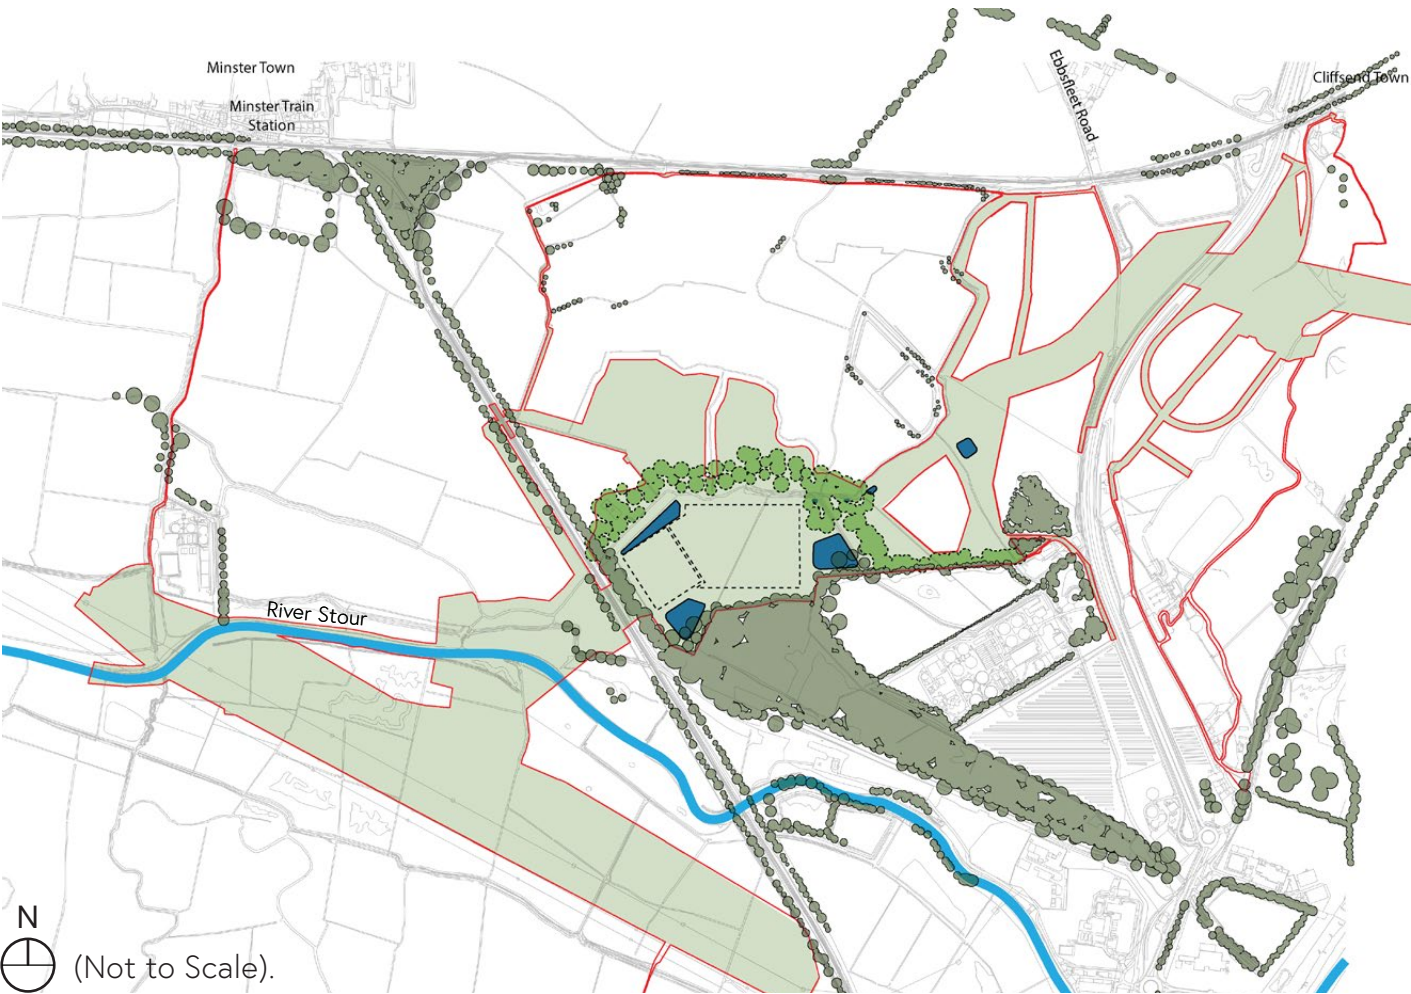 Minster Town
Minster Train
Station
Ebbsfleet Road
Cliffsend Town
River Stour
N
(Not to Scale).